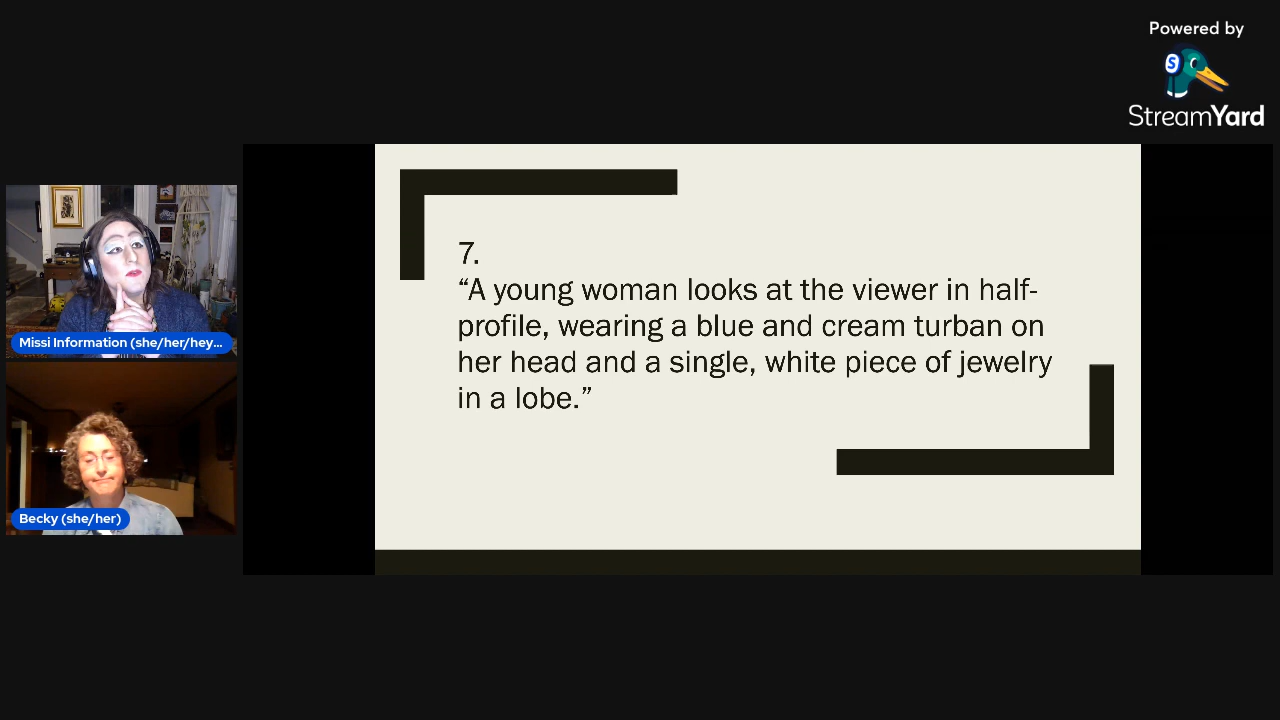 Powered by
S
StreamYard
Missi Information (she/her/hey...
Becky (she/her)
7.
“A young woman looks at the viewer in half-
profile, wearing a blue and cream turban on
her head and a single, white piece of jewelry
in a lobe.”